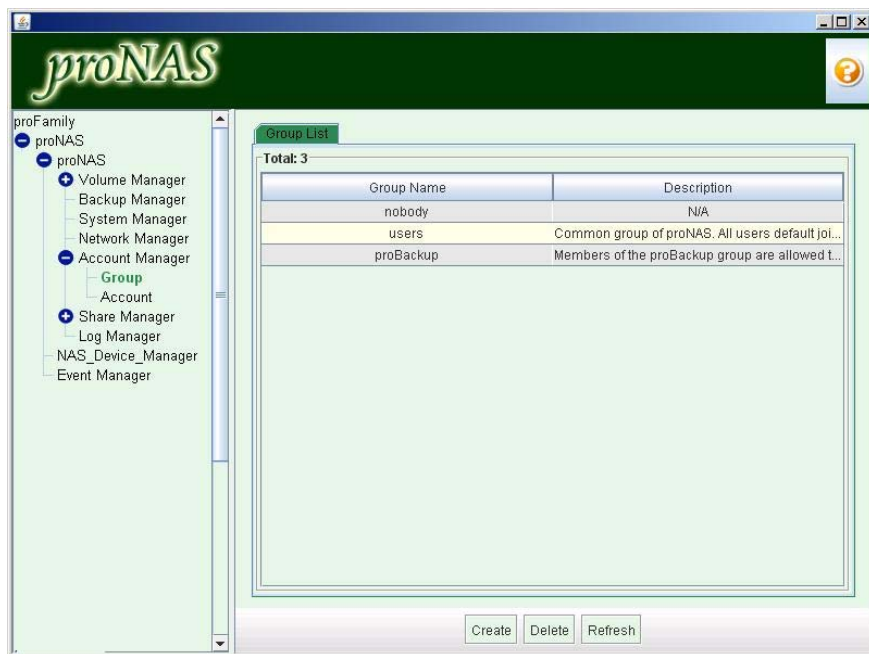 proNAS
proFamily
proNAS
proNAS
Volume Manager
Backup Manager
System Manager
Network Manager
Account Manager
Group
Account
Share Manager
Log Manager
NAS_Device_Manager
Event Manager
Group List
Total: 3
Group Name Description
nobody N/A
users Common group of proNAS. All users default joi...
proBackup Members of the proBackup group are allowed t...
Create Delete Refresh